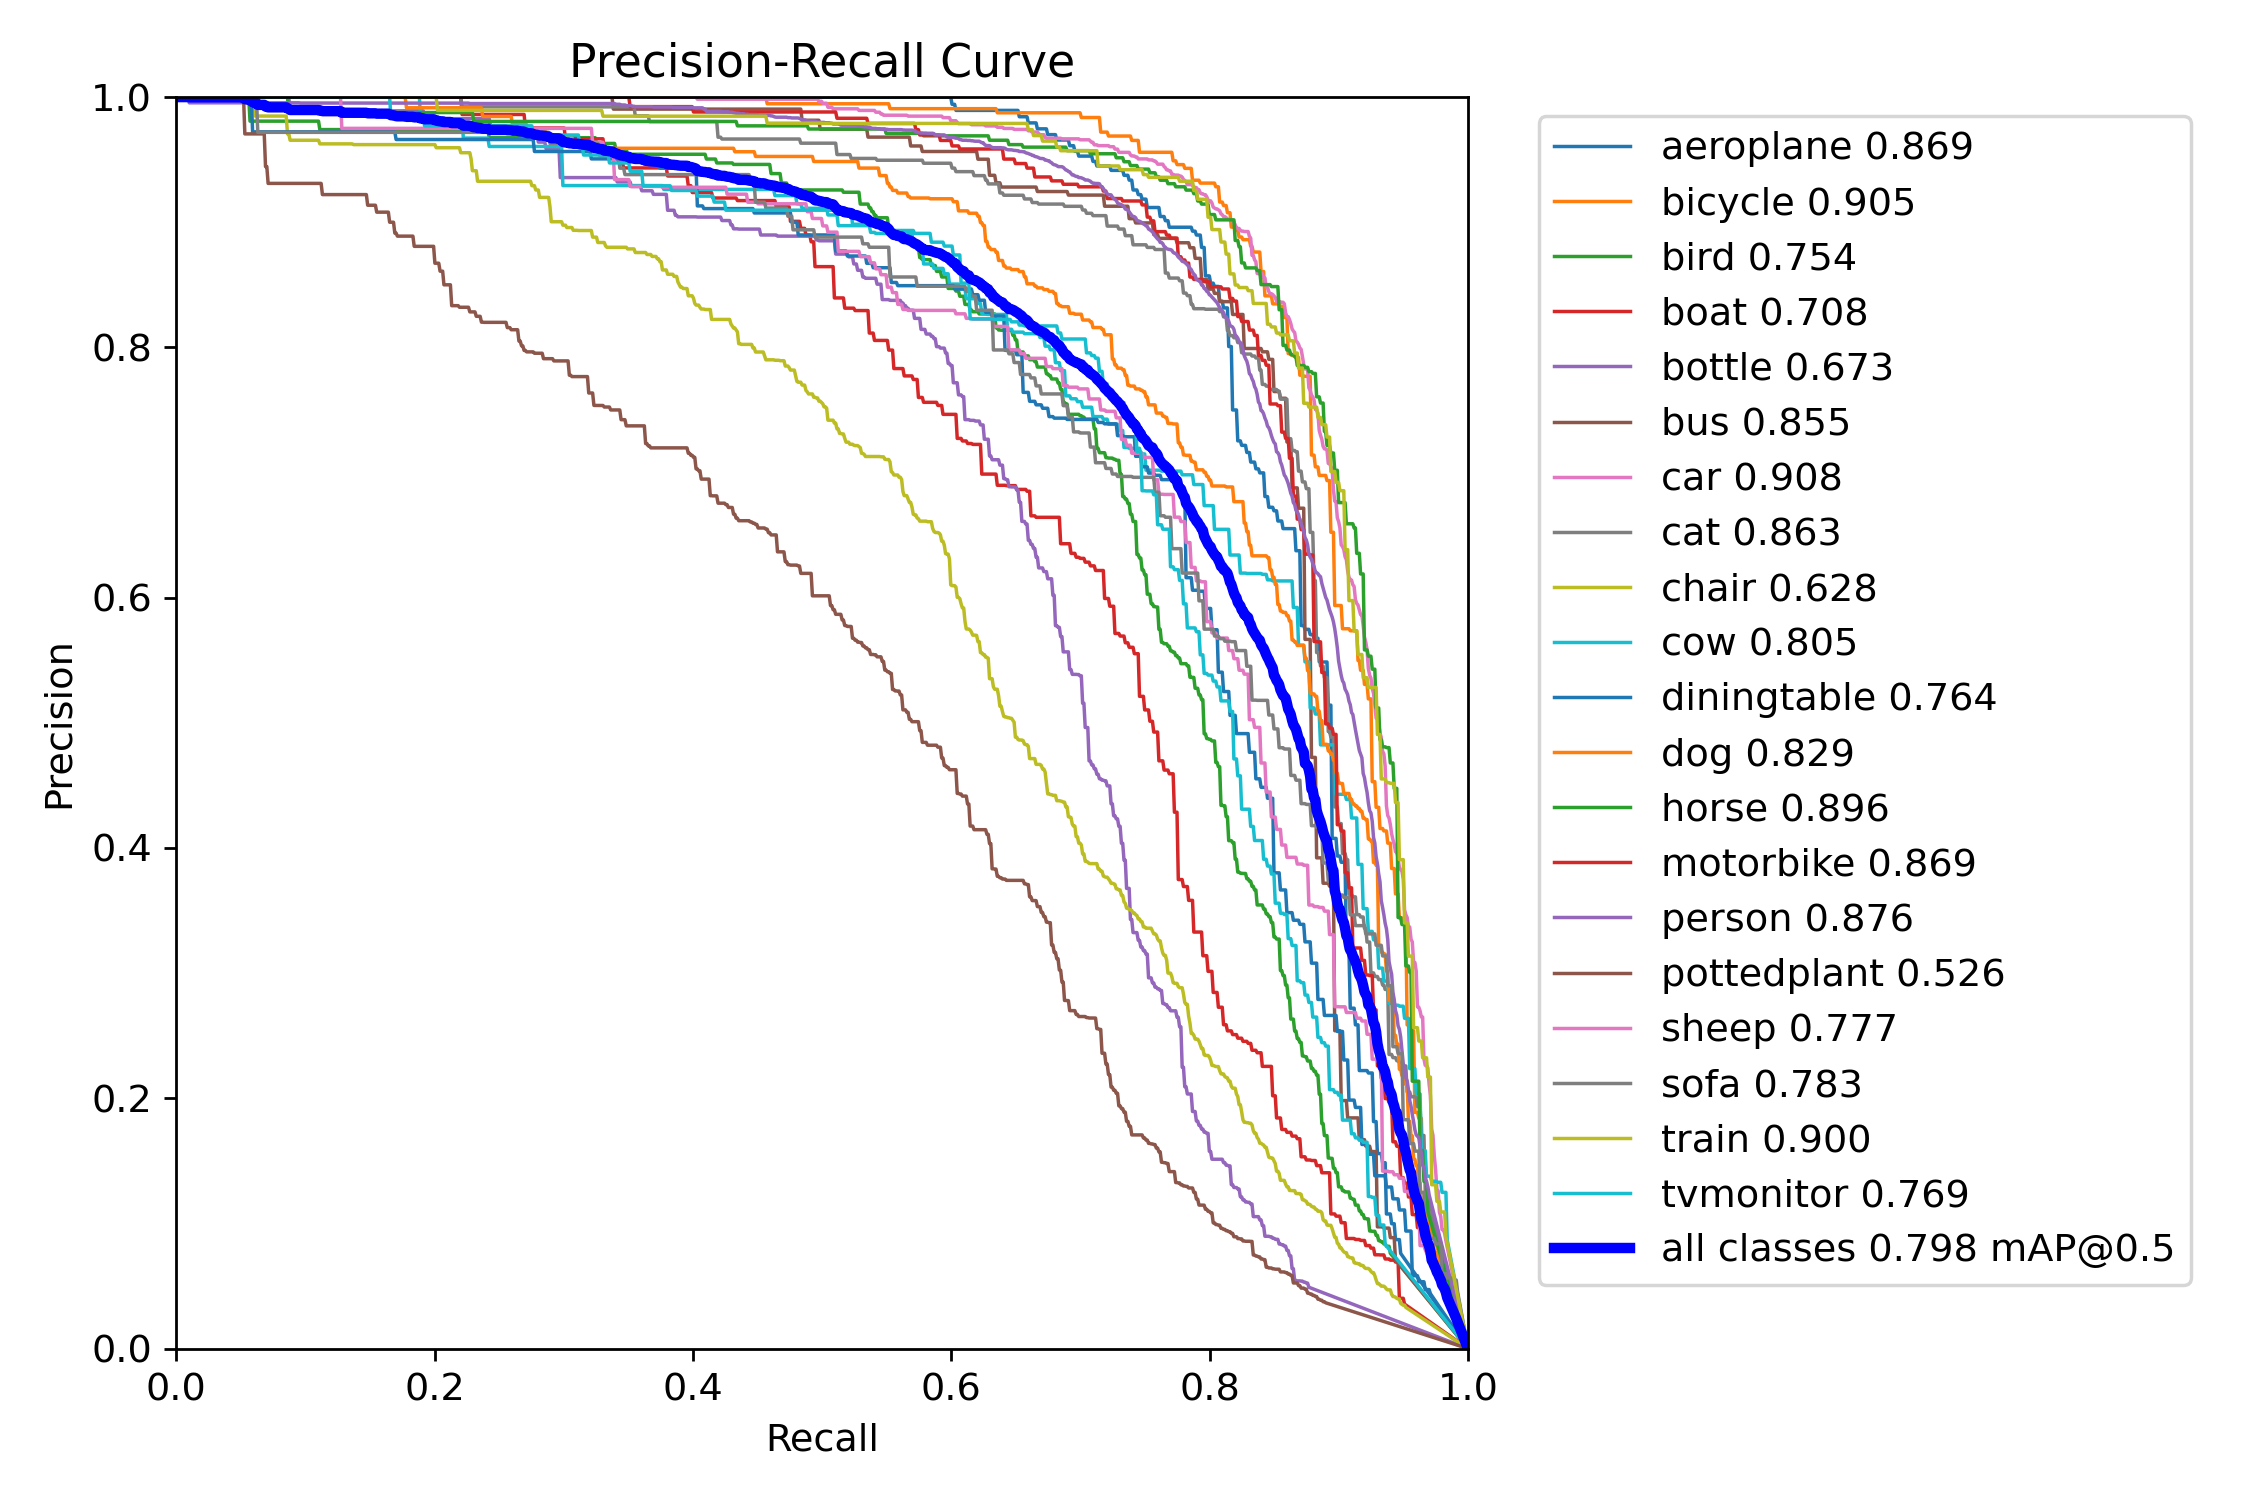 Precision-Recall Curve
1.0
0.8
0.6
0.4
0.2
0.0
Precision
0.0 0.2 0.4 0.6 0.8 1.0
Recall
aeroplane 0.869
bicycle 0.905
bird 0.754
boat 0.708
bottle 0.673
bus 0.855
car 0.908
cat 0.863
chair 0.628
cow 0.805
diningtable 0.764
dog 0.829
horse 0.896
motorbike 0.869
person 0.876
pottedplant 0.526
sheep 0.777
sofa 0.783
train 0.900
tvmonitor 0.769
all classes 0.798 mAP@0.5